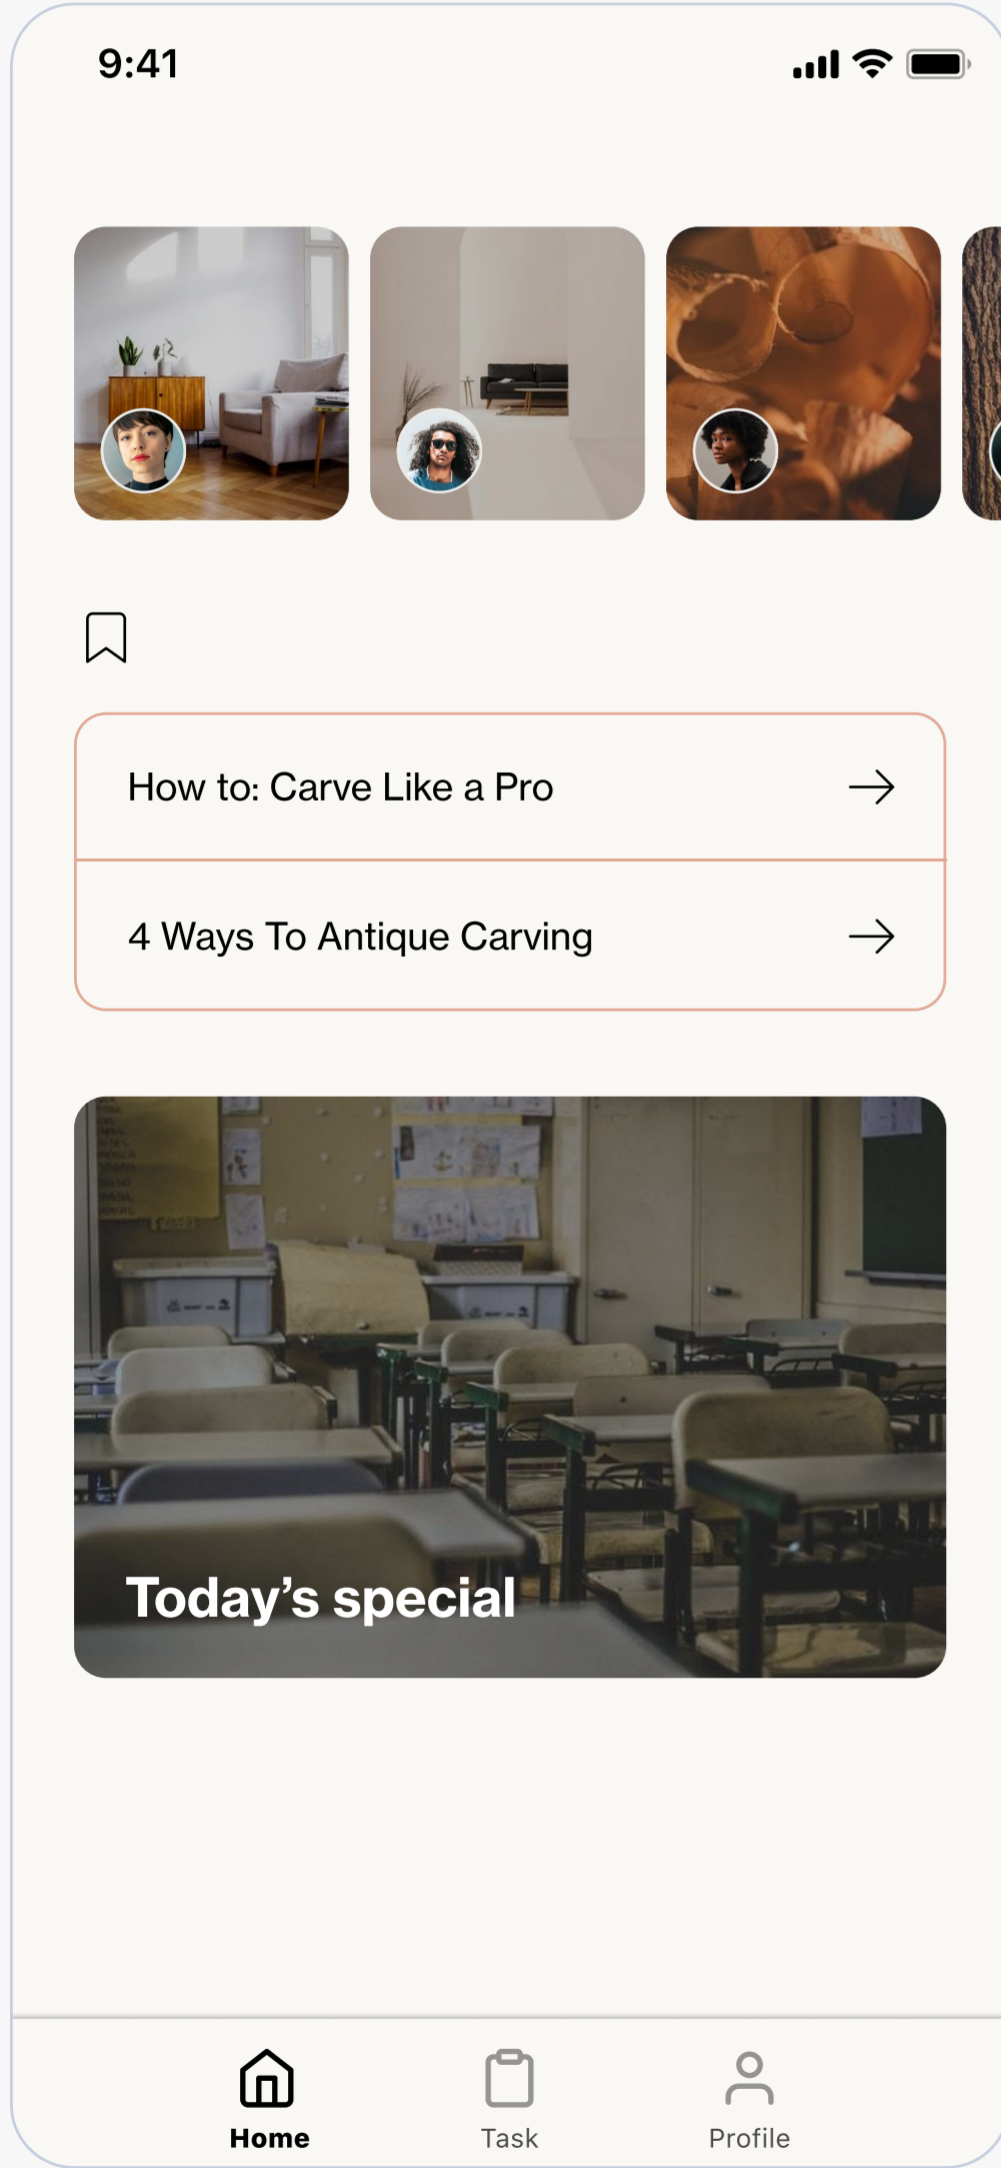 9:41
How to: Carve Like a Pro
4 Ways To Antique Carving
Today’s special
Home
Task
Profile